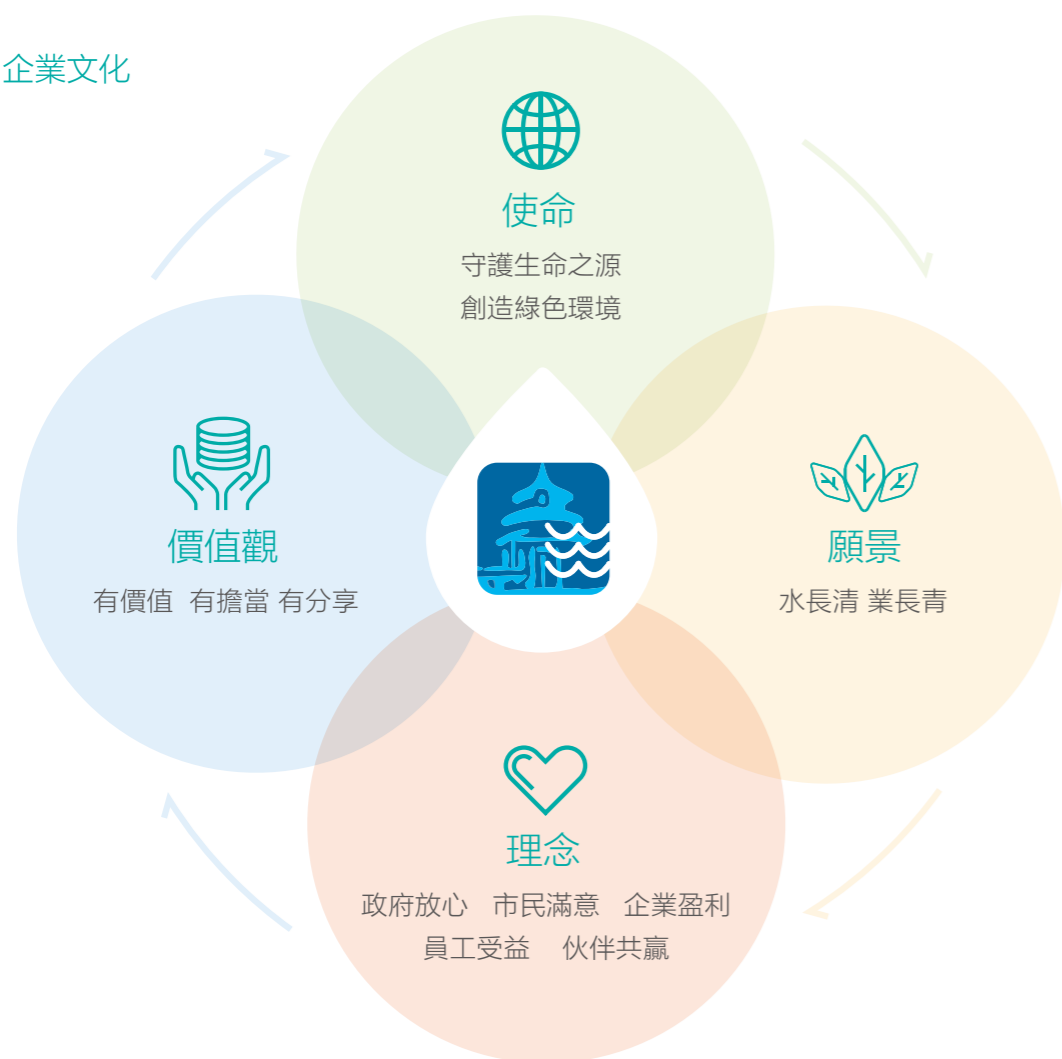 企業文化
使命
守護生命之源
創造綠色環境
價值觀
有價值 有擔當 有分享
願景
水長清 業長青
理念
政府放心 市民滿意 企業盈利
員工受益 伙伴共贏